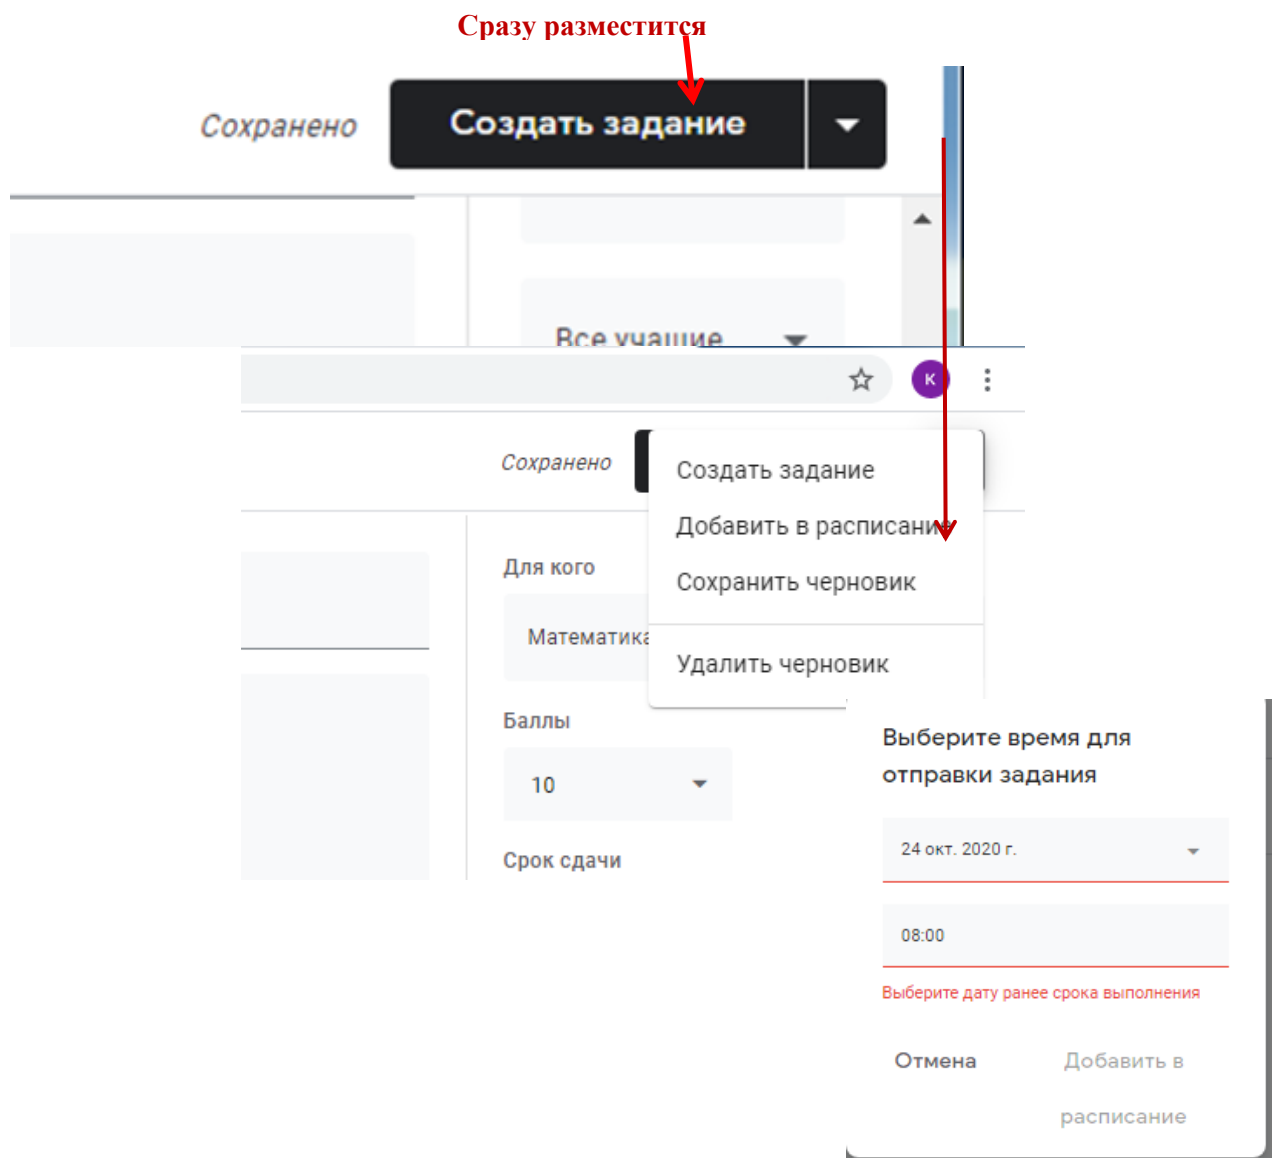 Сразу разместится
Сохранено
Создать задание
Все учащие
K
Сохранено
Создать задание
Добавить в расписание
Сохранить черновик
Удалить черновик
Для кого
Математика
Баллы
10
Срок сдачи
Выберите время для
отправки задания
24 окт. 2020 г.
08:00
Выберите дату ранее срока выполнения
Отмена
Добавить в
расписание